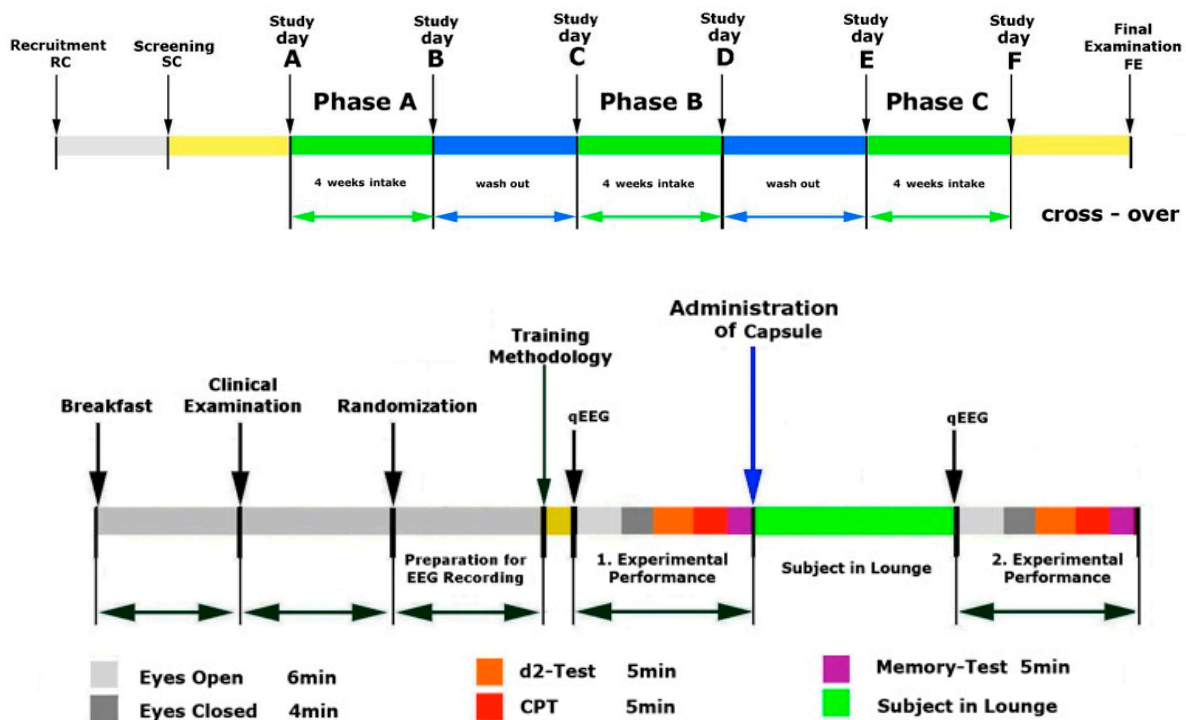 Recruitment
RC
Screening
SC
Study
day
A
Study
day
B
Study
day
C
Study
day
D
Study
day
E
Study
day
F
Final
Examination
FE
Phase A
Phase B
Phase C
4 weeks intake
wash out
4 weeks intake
wash out
4 weeks intake
cross - over
Breakfast
Clinical
Examination
Randomization
Training
Methodology
qEEG
Administration
of Capsule
qEEG
Preparation for
EEG Recording
1. Experimental
Performance
Subject in Lounge
2. Experimental
Performance
Eyes Open 6min
Eyes Closed 4min
d2-Test 5min
CPT 5min
Memory-Test 5min
Subject in Lounge